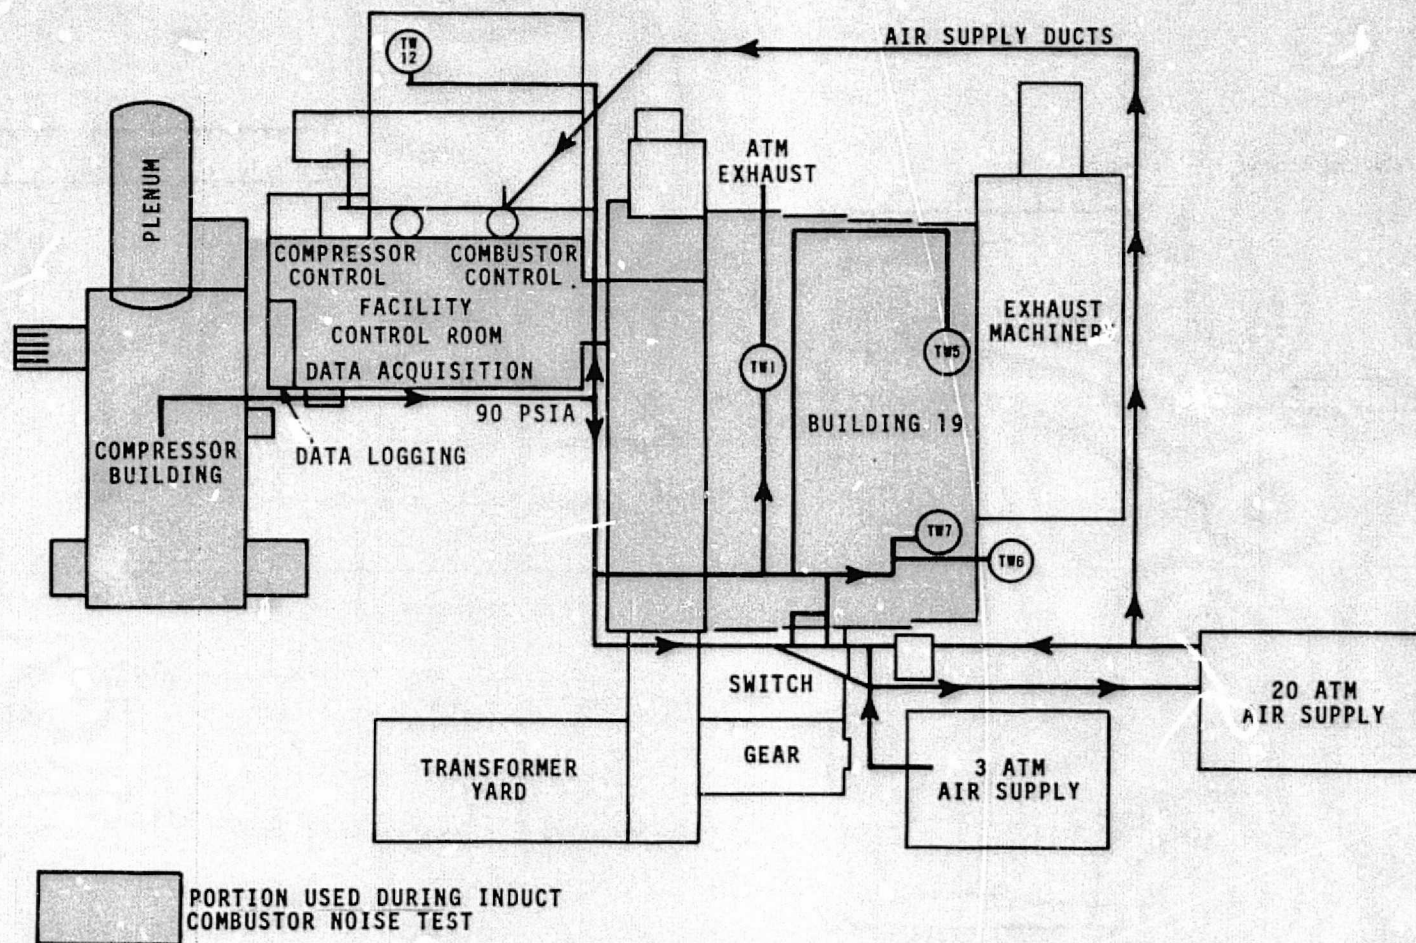 TW
12
AIR SUPPLY DUCTS
PLENUM
ATM
EXHAUST
COMPRESSOR
CONTROL
COMBUSTOR
CONTROL
FACILITY
CONTROL ROOM
DATA ACQUISITION
EXHAUST
MACHINERY
TW1
TW5
90 PSIA
BUILDING 19
COMPRESSOR
BUILDING
DATA LOGGING
TW7
TW6
SWITCH
GEAR
20 ATM
AIR SUPPLY
TRANSFORMER
YARD
3 ATM
AIR SUPPLY
PORTION USED DURING INDUCT
COMBUSTOR NOISE TEST